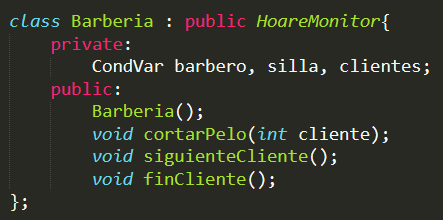 class Barberia : public HoareMonitor{
    private:
        CondVar barbero, silla, clientes;
    public:
        Barberia();
        void cortarPelo(int cliente);
        void siguienteCliente();
        void finCliente();
};